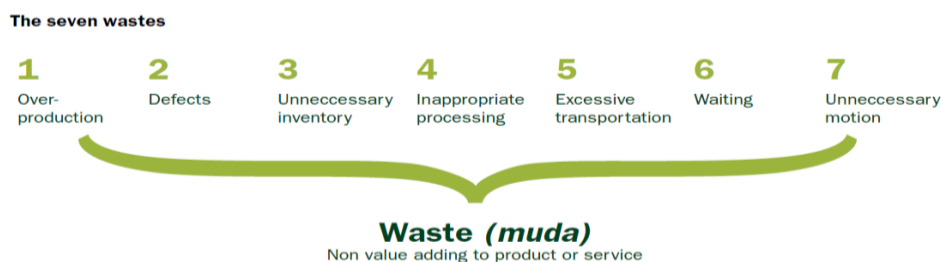 The seven wastes
1 2 3 4 5 6 7
Over- Defects Unneccessary Inappropriate Excessive Waiting Unneccessary
production inventory processing transportation motion
Waste (muda)
Non value adding to product or service